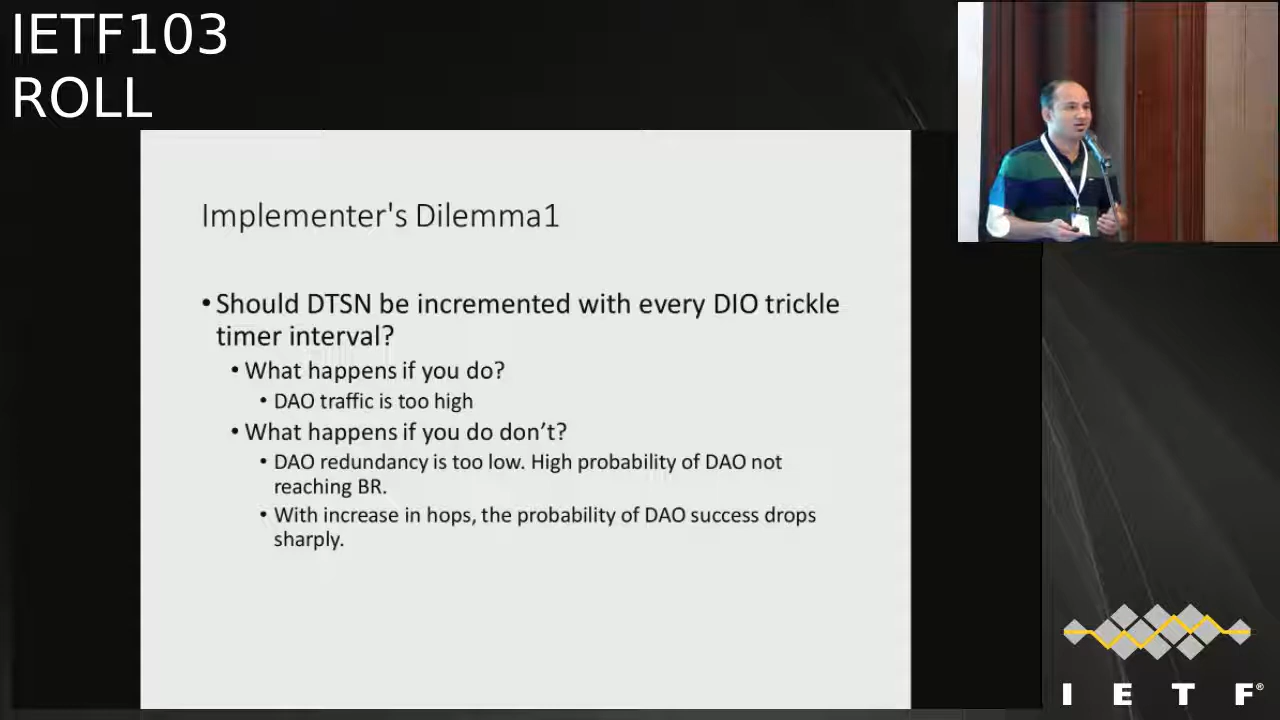 IETF103
ROLL
Implementer's Dilemma1
• Should DTSN be incremented with every DIO trickle
timer interval?
• What happens if you do?
• DAO traffic is too high
• What happens if you do don't?
• DAO redundancy is too low. High probability of DAO not
reaching BR.
• With increase in hops, the probability of DAO success drops
sharply.
I E T F®